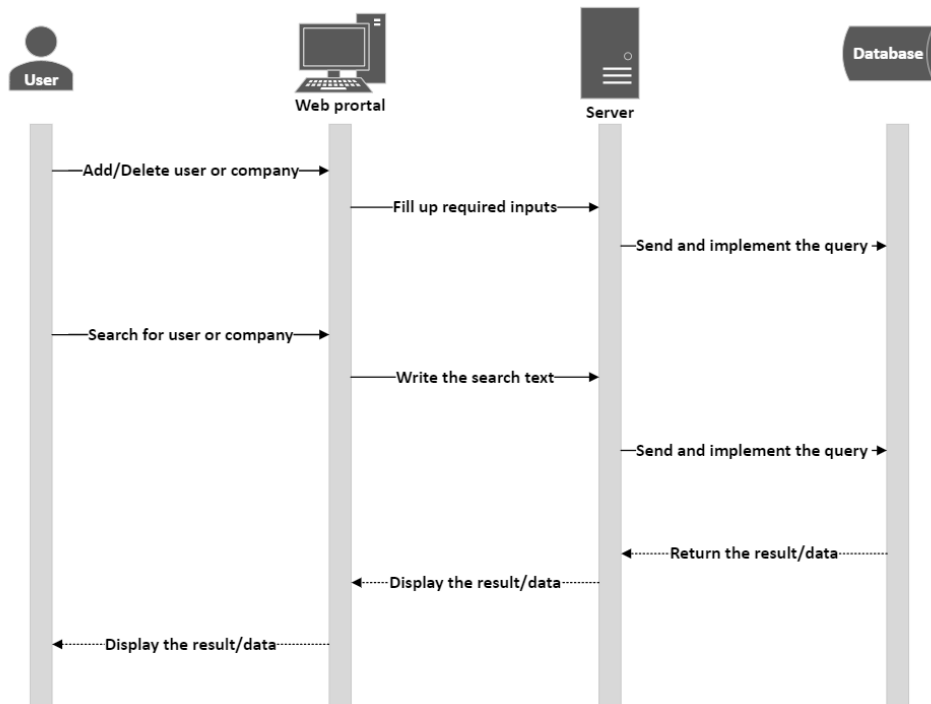 User
Web prortal
Server
Database
Add/Delete user or company
Fill up required inputs
Send and implement the query
Search for user or company
Write the search text
Send and implement the query
Return the result/data
Display the result/data
Display the result/data